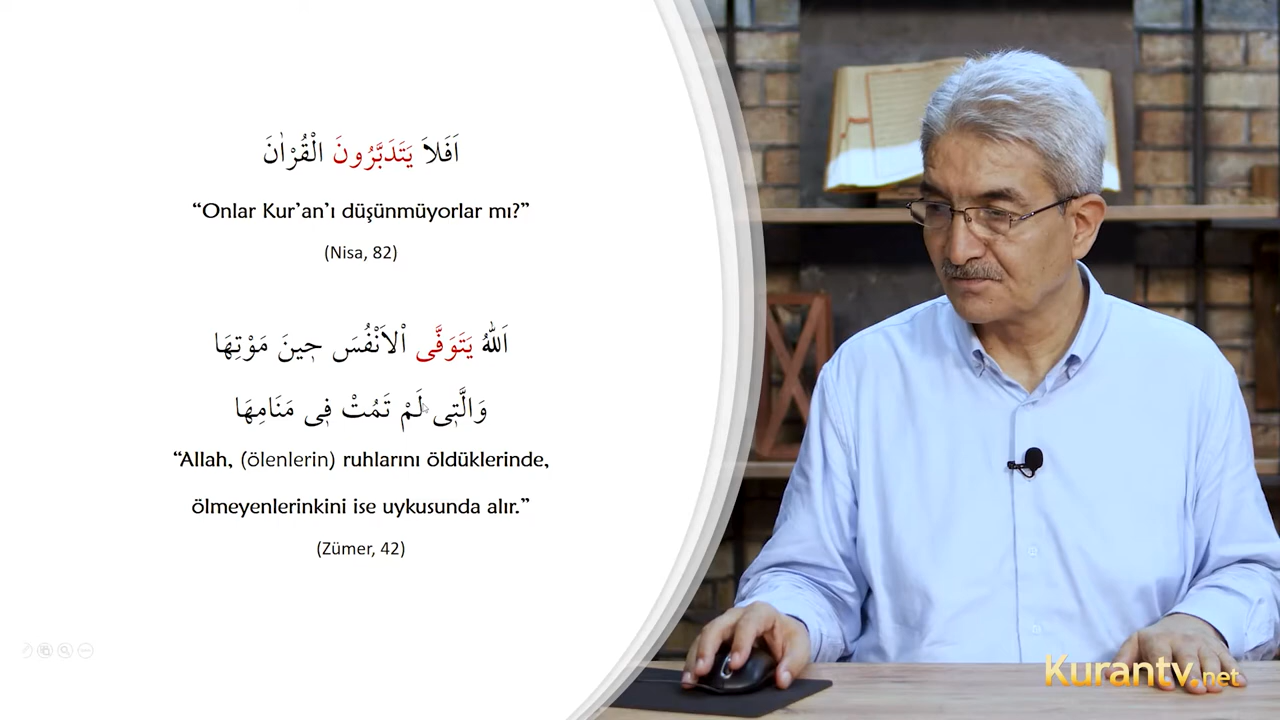 اَفَلاَ يَتَدَبَّرُونَ الْقُرْاٰنَ
“Onlar Kur’an’ı düşünmüyorlar mı?”
(Nisa, 82)
اَللّٰهُ يَتَوَفَّى اْلاَنْفُسَ حٖينَ مَوْتِهَا
وَالَّتٖى لَمْ تَمُتْ فٖى مَنَامِهَا
“Allah, (ölenlerin) ruhlarını öldüklerinde,
ölmeyenlerinkini ise uykusunda alır.”
(Zümer, 42)
Kurantv.net